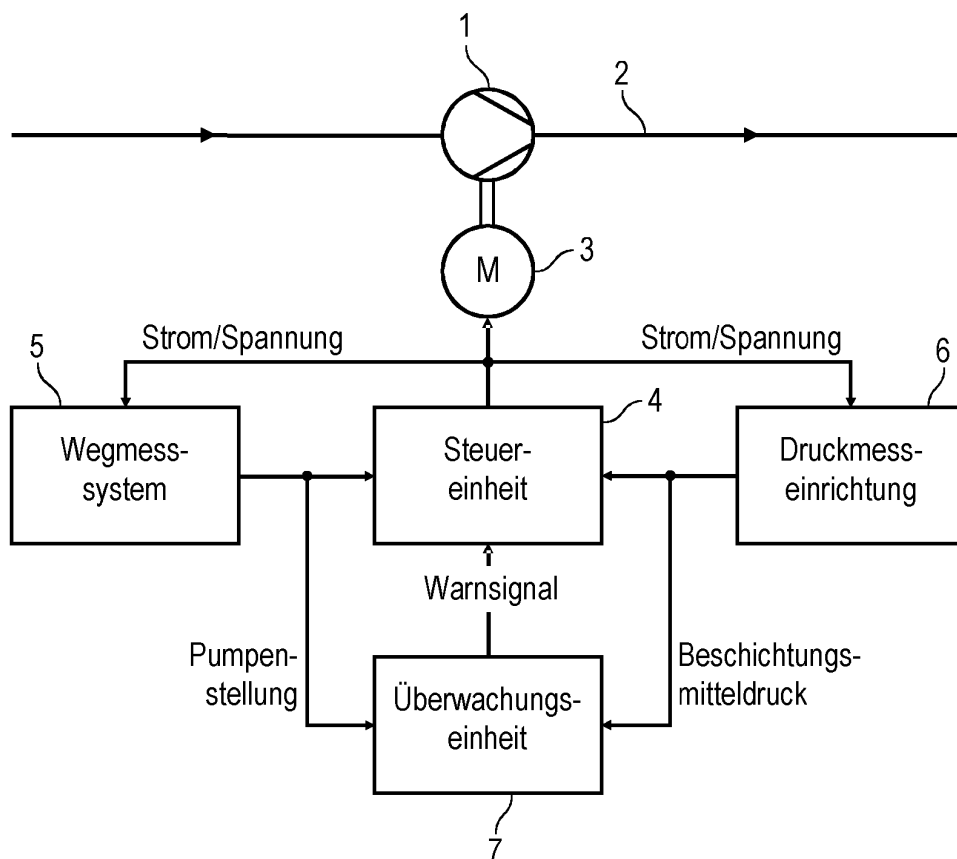 1
2
3
M
Strom/Spannung
Strom/Spannung
5
6
4
Wegmess-
system
Steuer-
einheit
Druckmess-
einrichtung
Warnsignal
Pumpen-
stellung
Beschichtungs-
mitteldruck
Überwachungs-
einheit
7